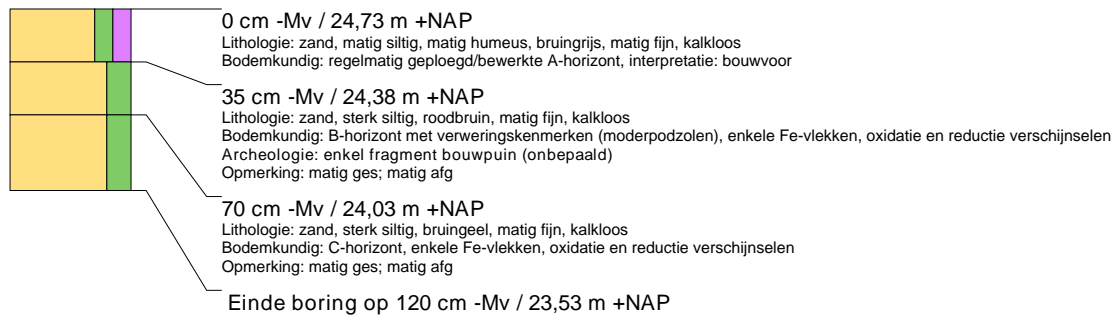 0 cm -Mv / 24,73 m +NAP
Lithologie: zand, matig siltig, matig humeus, bruingrijs, matig fijn, kalkloos
Bodemkundig: regelmatig geploegd/bewerkte A-horizont, interpretatie: bouwvoor
35 cm -Mv / 24,38 m +NAP
Lithologie: zand, sterk siltig, roodbruin, matig fijn, kalkloos
Bodemkundig: B-horizont met verweringskenmerken (moderpodzolen), enkele Fe-vlekken, oxidatie en reductie verschijnselen
Archeologie: enkel fragment bouwpuin (onbepaald)
Opmerking: matig ges; matig afg
70 cm -Mv / 24,03 m +NAP
Lithologie: zand, sterk siltig, bruingeel, matig fijn, kalkloos
Bodemkundig: C-horizont, enkele Fe-vlekken, oxidatie en reductie verschijnselen
Opmerking: matig ges; matig afg
Einde boring op 120 cm -Mv / 23,53 m +NAP